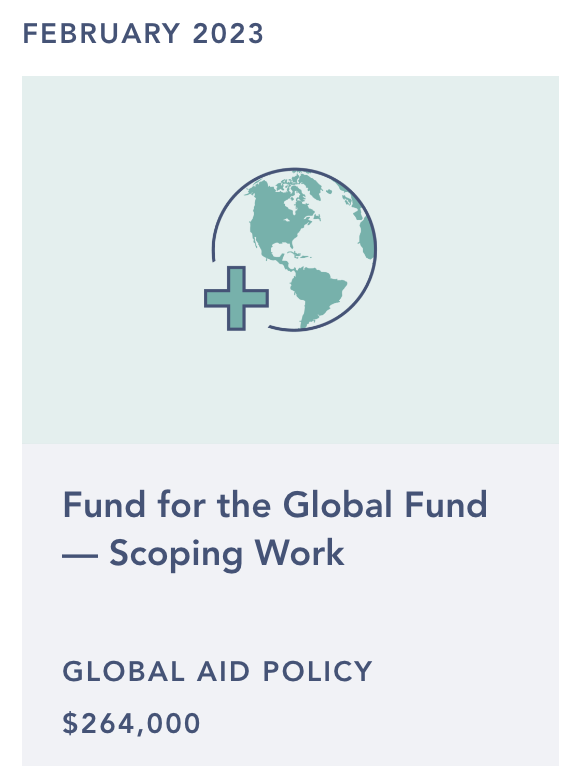 FEBRUARY 2023
Fund for the Global Fund
— Scoping Work
GLOBAL AID POLICY
$264,000